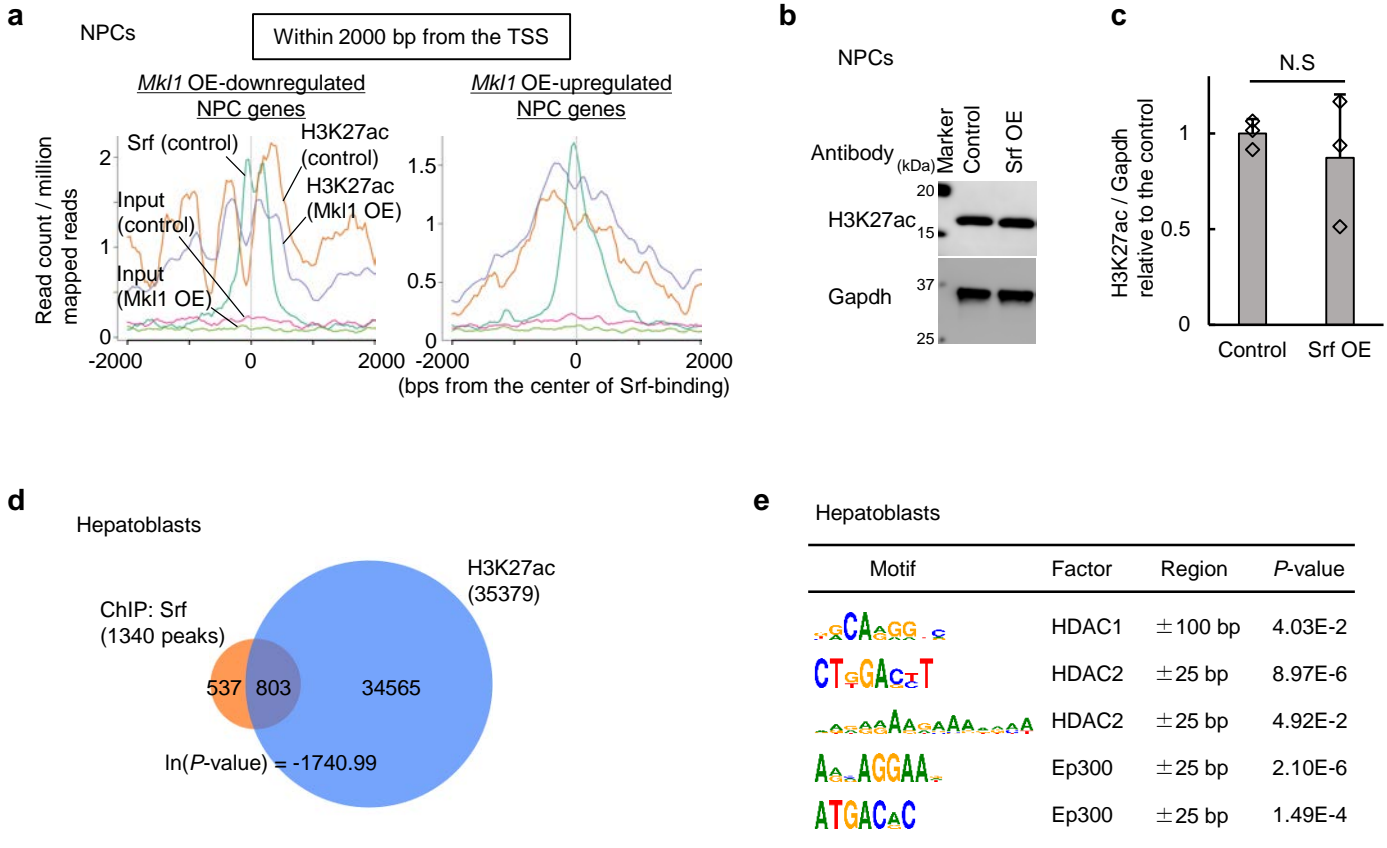 a
NPCs
Within 2000 bp from the TSS
Mkl1 OE-downregulated
NPC genes
Mkl1 OE-upregulated
NPC genes
Read count / million
mapped reads
2
1
0
Srf (control)
H3K27ac
(control)
H3K27ac
(Mkl1 OE)
Input
(control)
Input
(Mkl1 OE)
-2000
0
2000
1.5
1
0.5
0
-2000
0
2000
(bps from the center of Srf-binding)
b
NPCs
Antibody
(kDa)
Marker
Control
Srf OE
H3K27ac
20
15
Gapdh
37
25
c
H3K27ac / Gapdh
relative to the control
N.S
1
0.5
0
Control
Srf OE
d
Hepatoblasts
ChIP: Srf
(1340 peaks)
H3K27ac
(35379)
537
803
34565
ln(P-value) = -1740.99
e
Hepatoblasts
Motif Factor Region P-value
HDAC1 ±100 bp 4.03E-2
HDAC2 ±25 bp 8.97E-6
HDAC2 ±25 bp 4.92E-2
Ep300 ±25 bp 2.10E-6
Ep300 ±25 bp 1.49E-4